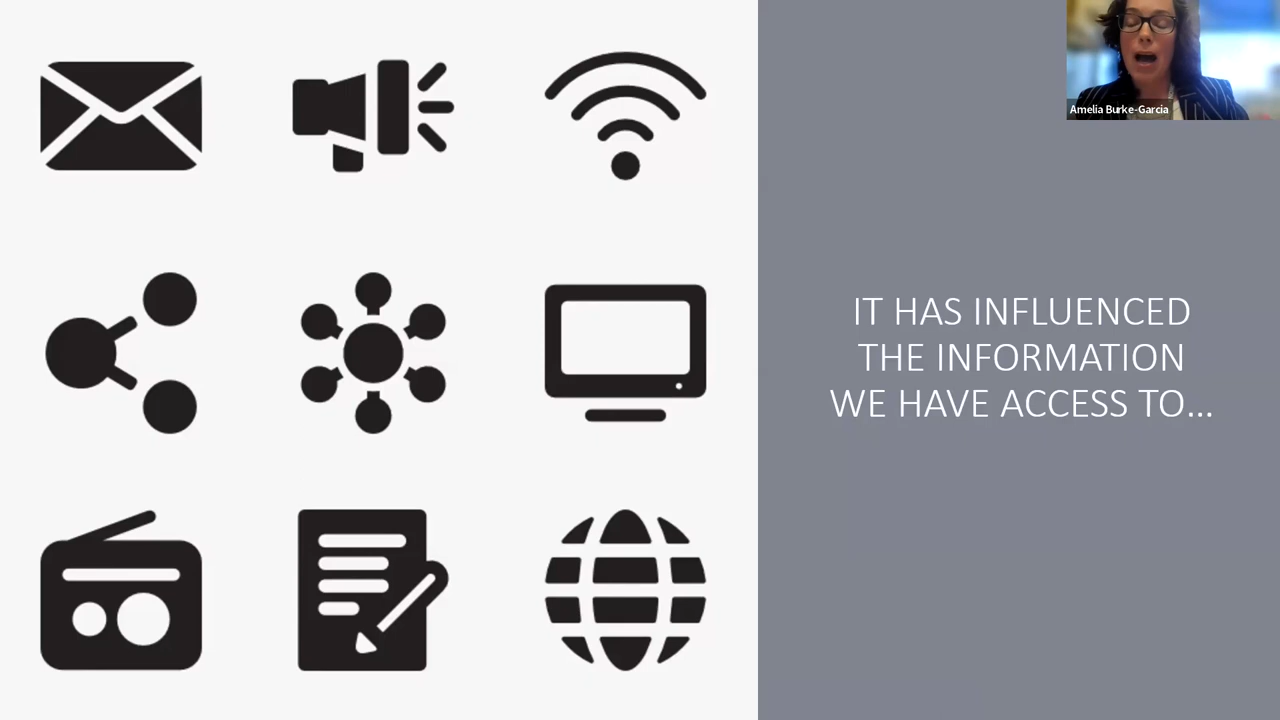 Amelia Burke-Garcia
IT HAS INFLUENCED
THE INFORMATION
WE HAVE ACCESS TO...